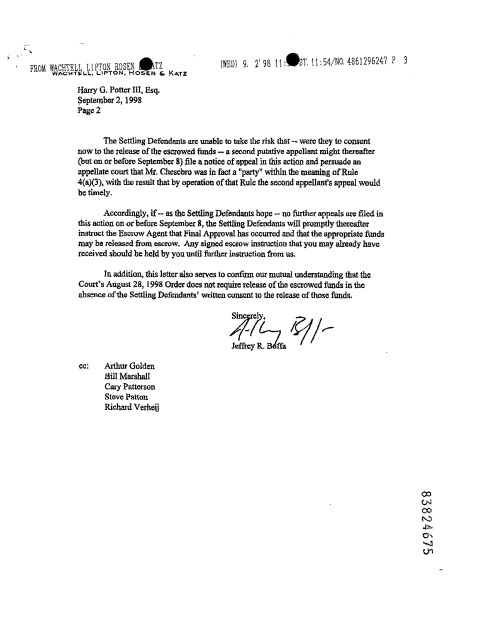 FROM WACHTELL, LIPTON ROSEN & KATZ
WACHTELL, LIPTON, ROSEN & KATZ
(WED) 9. 2'98 11: ST. 11:54/NO. 4861296247 P 3
Harry G. Potter III, Esq.
September 2, 1998
Page 2
The Settling Defendants are unable to take the risk that -- were they to consent
now to the release of the escrowed funds -- a second putative appellant might thereafter
(but on or before September 8) file a notice of appeal in this action and persuade an
appellate court that Mr. Chesebro was in fact a "party" within the meaning of Rule
4(a)(3), with the result that by operation of that Rule the second appellant's appeal would
be timely.
Accordingly, if -- as the Settling Defendants hope -- no further appeals are filed in
this action on or before September 8, the Settling Defendants will promptly thereafter
instruct the Escrow Agent that Final Approval has occurred and that the appropriate funds
may be released from escrow. Any signed escrow instruction that you may already have
received should be held by you until further instruction from us.
In addition, this letter also serves to confirm our mutual understanding that the
Court's August 28, 1998 Order does not require release of the escrowed funds in the
absence of the Settling Defendants' written consent to the release of those funds.
Sincerely,
Jeffrey R. Boffa
cc: Arthur Golden
Bill Marshall
Cary Patterson
Steve Patton
Richard Verheij
83824675